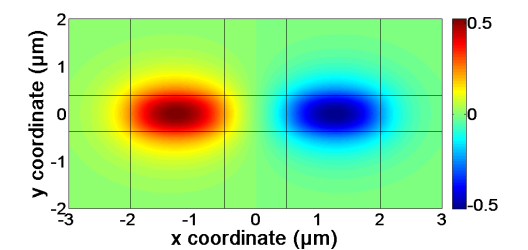 2
1
0
-1
-2
y coordinate (μm)
-3 -2 -1 0 1 2 3
x coordinate (μm)
0.5
0
-0.5